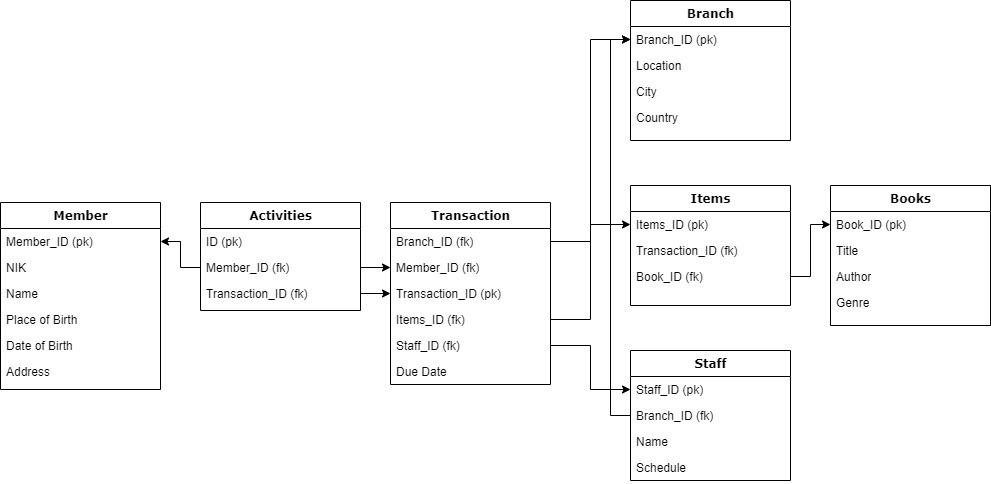 Branch
Branch_ID (pk)
Location
City
Country
Member
Member_ID (pk)
NIK
Name
Place of Birth
Date of Birth
Address
Activities
ID (pk)
Member_ID (fk)
Transaction_ID (fk)
Transaction
Branch_ID (fk)
Member_ID (fk)
Transaction_ID (pk)
Items_ID (fk)
Staff_ID (fk)
Due Date
Items
Items_ID (pk)
Transaction_ID (fk)
Book_ID (fk)
Books
Book_ID (pk)
Title
Author
Genre
Staff
Staff_ID (pk)
Branch_ID (fk)
Name
Schedule